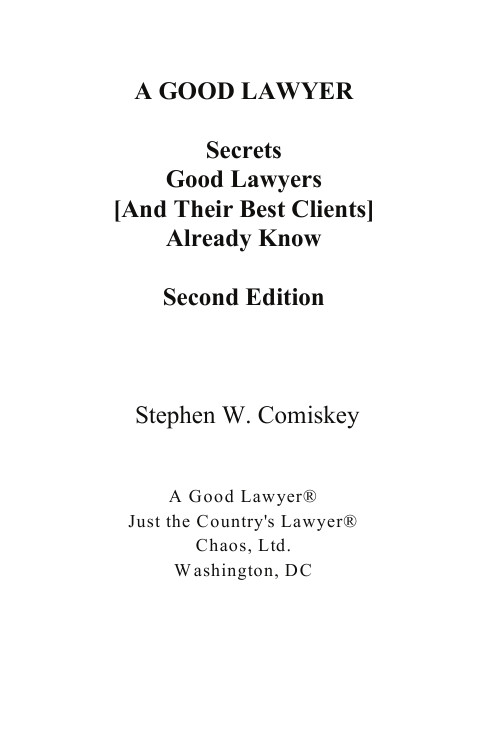 A GOOD LAWYER
Secrets
Good Lawyers
[And Their Best Clients]
Already Know
Second Edition
Stephen W. Comiskey
A Good Lawyer®
Just the Country's Lawyer®
Chaos, Ltd.
Washington, DC